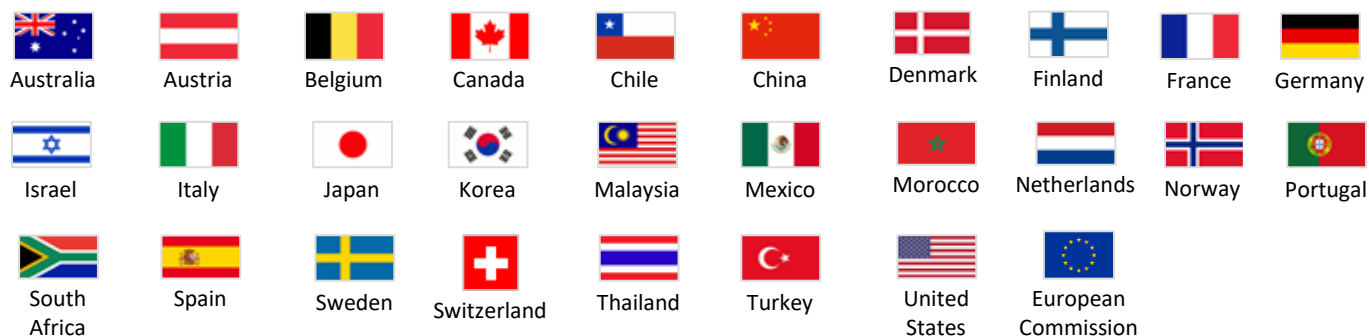 Australia
Austria
Belgium
Canada
Chile
China
Denmark
Finland
France
Germany
Israel
Italy
Japan
Korea
Malaysia
Mexico
Morocco
Netherlands
Norway
Portugal
South
Africa
Spain
Sweden
Switzerland
Thailand
Turkey
United
States
European
Commission